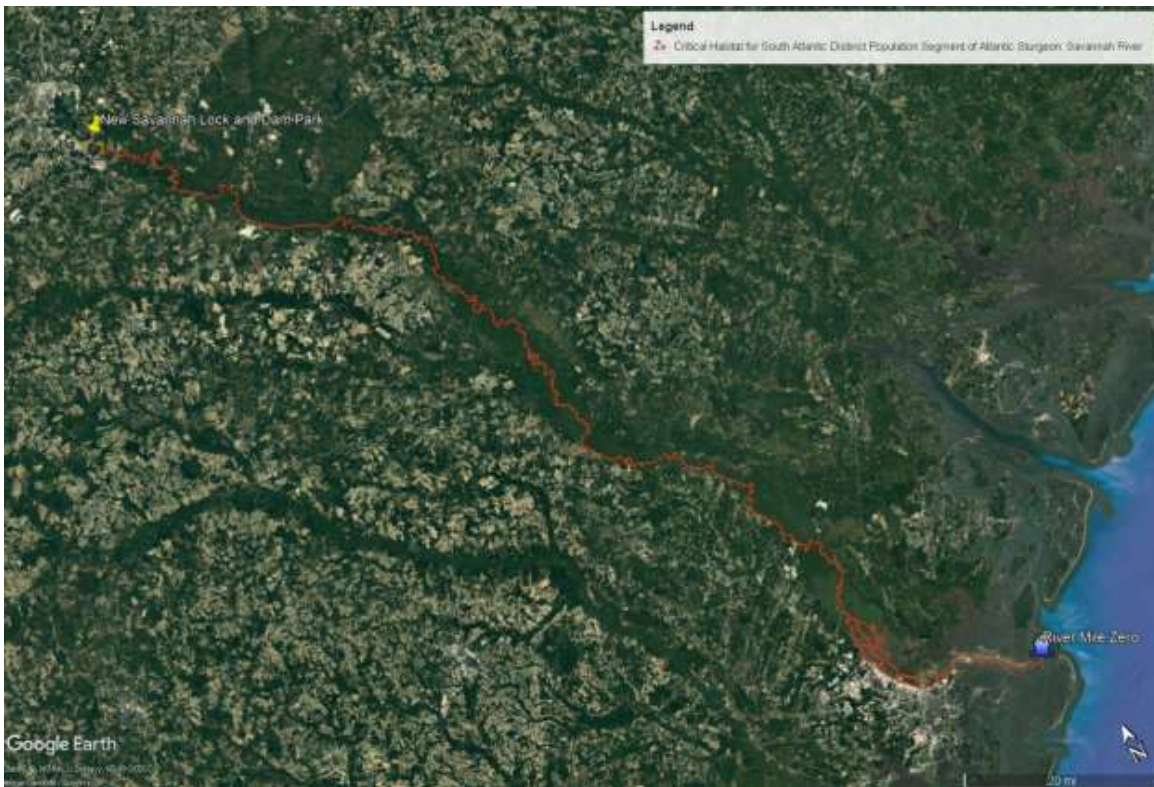 Legend
Critical Habitat for South Atlantic District Population Segment of Atlantic Sturgeon: Savannah River
New Savannah Lock and Dam Park
River Mile Zero
N
Google Earth
20 mi